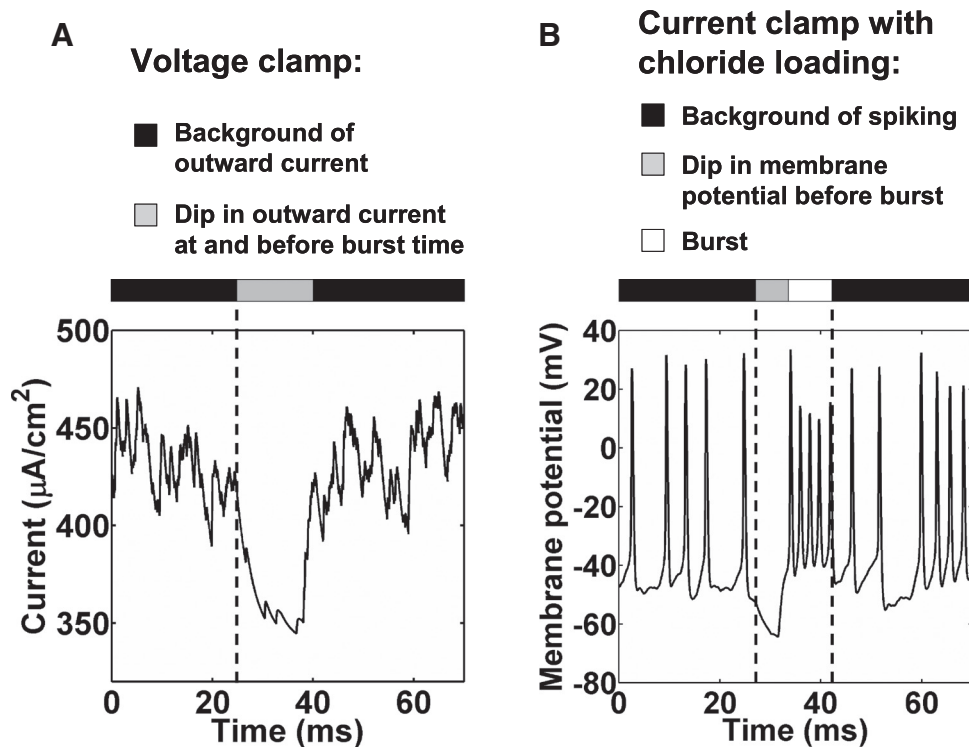 A
Voltage clamp:
Background of
outward current
Dip in outward current
at and before burst time
500
450
400
350
Current (μA/cm²)
0
20
40
60
Time (ms)
B
Current clamp with
chloride loading:
Background of spiking
Dip in membrane
potential before burst
Burst
40
20
0
-20
-40
-60
-80
Membrane potential (mV)
0
20
40
60
Time (ms)